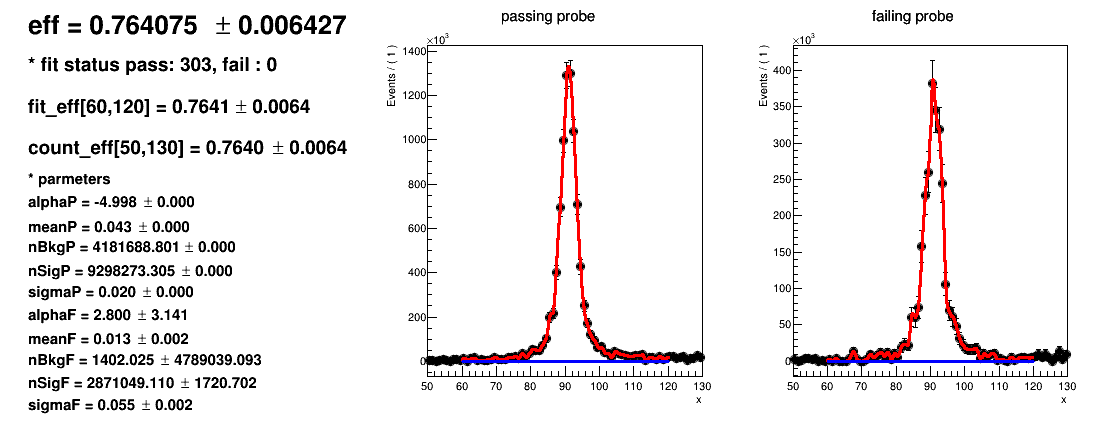 eff = 0.764075 ± 0.006427
* fit status pass: 303, fail : 0
fit_eff[60,120] = 0.7641 ± 0.0064
count_eff[50,130] = 0.7640 ± 0.0064
* parmeters
alphaP = -4.998 ± 0.000
meanP = 0.043 ± 0.000
nBkgP = 4181688.801 ± 0.000
nSigP = 9298273.305 ± 0.000
sigmaP = 0.020 ± 0.000
alphaF = 2.800 ± 3.141
meanF = 0.013 ± 0.002
nBkgF = 1402.025 ± 4789039.093
nSigF = 2871049.110 ± 1720.702
sigmaF = 0.055 ± 0.002
passing probe
×10³
Events / ( 1 )
1400
1200
1000
800
600
400
200
0
50 60 70 80 90 100 110 120 130
x
failing probe
×10³
Events / ( 1 )
400
350
300
250
200
150
100
50
0
50 60 70 80 90 100 110 120 130
x